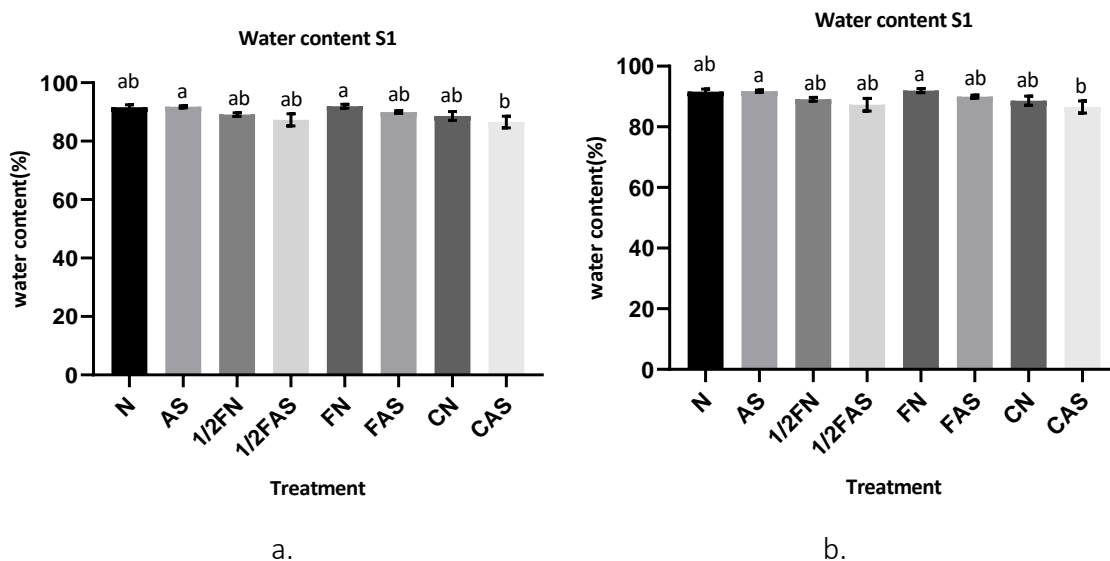 Water content S1
ab a ab ab a ab ab b
100
80
60
40
20
0
water content(%)
N AS 1/2FN 1/2FAS FN FAS CN CAS
Treatment
a.
Water content S1
ab a ab ab a ab ab b
100
80
60
40
20
0
water content(%)
N AS 1/2FN 1/2FAS FN FAS CN CAS
Treatment
b.